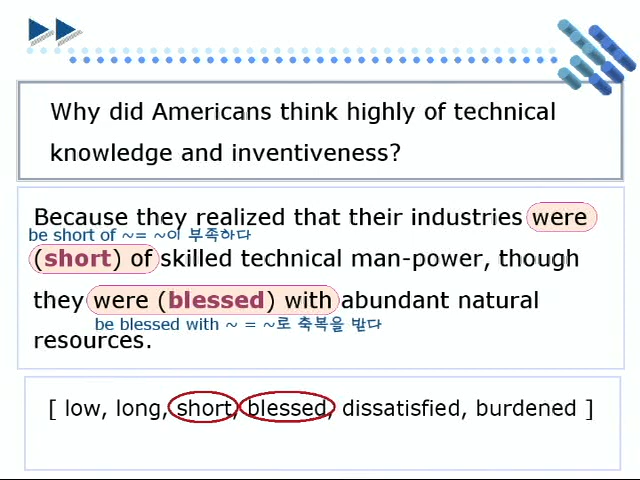 Why did Americans think highly of technical
knowledge and inventiveness?
Because they realized that their industries were
be short of ~= ~이 부족하다
(short) of skilled technical man-power, though
they were (blessed) with abundant natural
be blessed with ~ = ~로 축복을 받다
resources.
[ low, long, short, blessed, dissatisfied, burdened ]